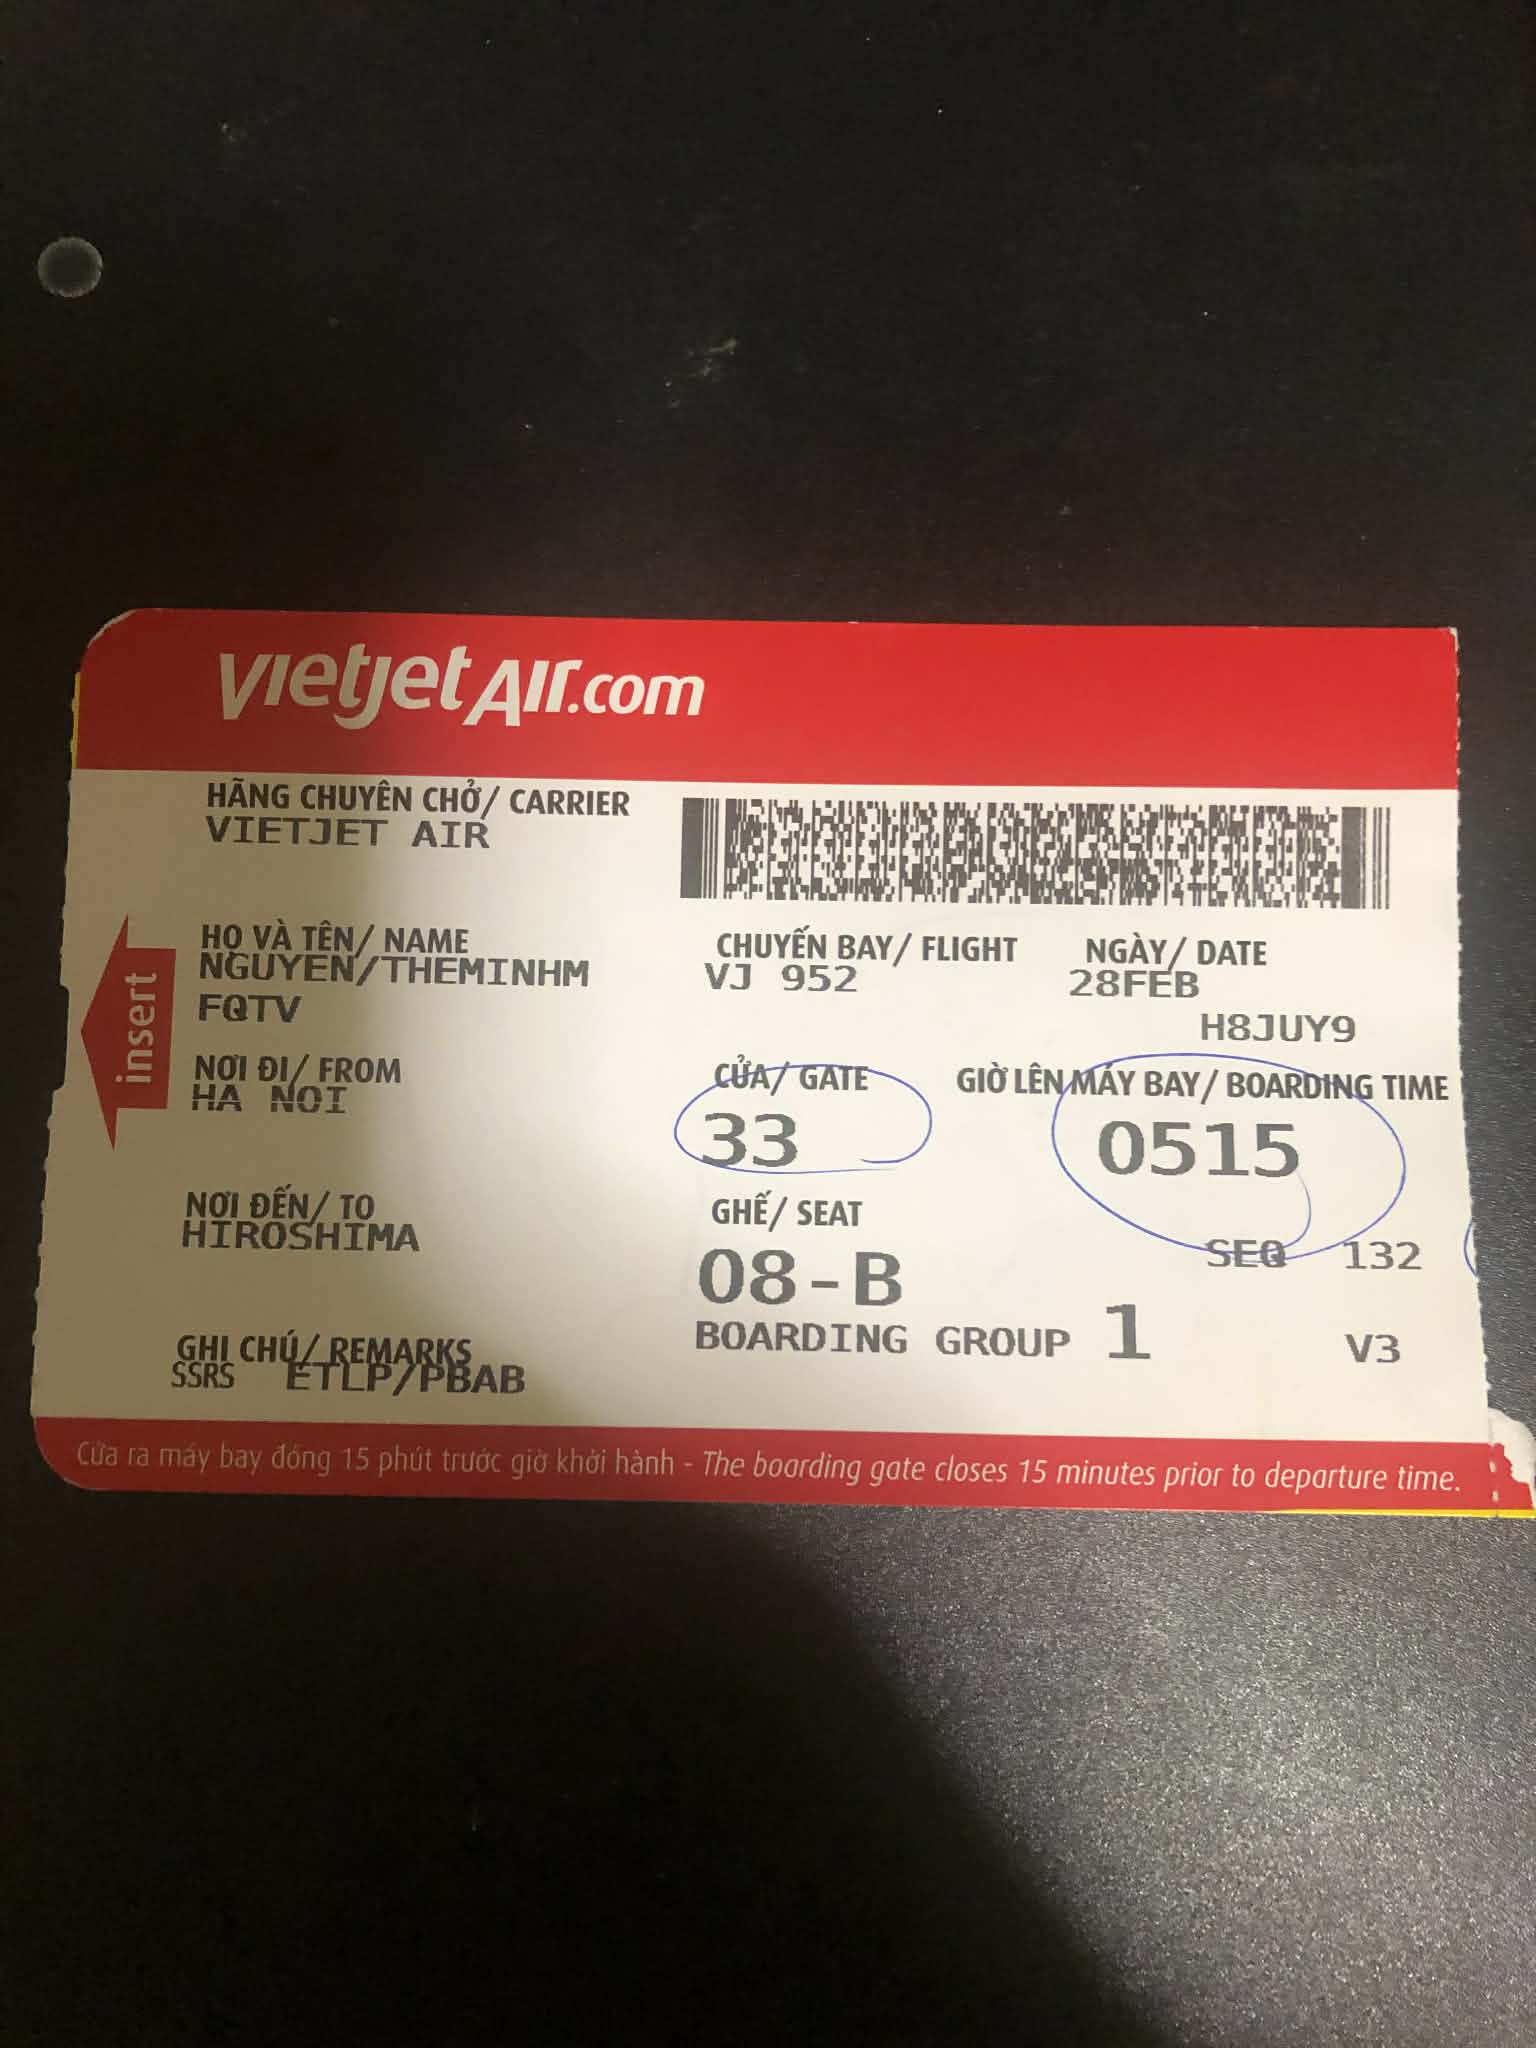 vietjetAir.com
HÃNG CHUYÊN CHỞ/ CARRIER
VIETJET AIR
HỌ VÀ TÊN/ NAME
NGUYEN/THEMINHM
FQTV
CHUYẾN BAY/ FLIGHT
VJ 952
NGÀY/ DATE
28FEB
H8JUY9
insert
NƠI ĐI/ FROM
HA NOI
CỬA/ GATE
33
GIỜ LÊN MÁY BAY/ BOARDING TIME
0515
NƠI ĐẾN/ TO
HIROSHIMA
GHẾ/ SEAT
08-B
SEQ 132
BOARDING GROUP 1
V3
GHI CHÚ/ REMARKS
SSRS ETLP/PBAB
Cửa ra máy bay đóng 15 phút trước giờ khởi hành - The boarding gate closes 15 minutes prior to departure time.